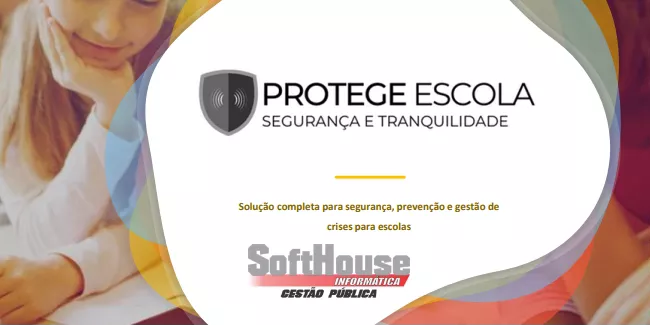 PROTEGE ESCOLA
SEGURANÇA E TRANQUILIDADE
Solução completa para segurança, prevenção e gestão de
crises para escolas
SoftHouse
INFORMÁTICA
GESTÃO PÚBLICA